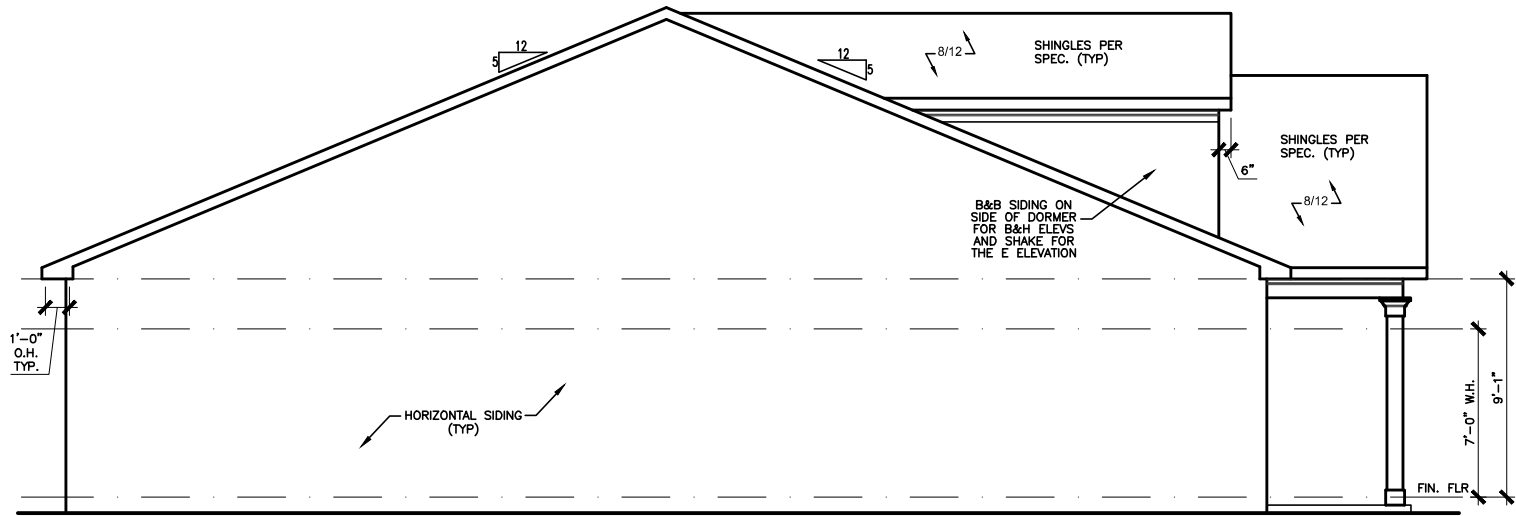 12
5
12
5
8/12
SHINGLES PER
SPEC. (TYP)
SHINGLES PER
SPEC. (TYP)
6"
8/12
B&B SIDING ON
SIDE OF DORMER
FOR B&H ELEVS
AND SHAKE FOR
THE E ELEVATION
1'-0"
O.H.
TYP.
HORIZONTAL SIDING
(TYP)
7'-0" W.H.
9'-1"
FIN. FLR